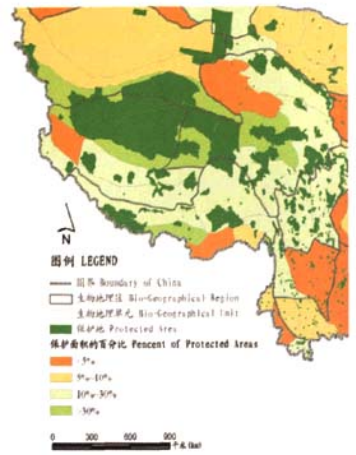 N
图例 LEGEND
国界 Boundary of China
生物地理区 Bio-Geographical Region
生物地理单元 Bio-Geographical Unit
保护地 Protected Area
保护面积的百分比 Pencent of Protected Areas
<5%
5%-10%
10%-30%
>30%
0 300 600 900
千米(km)